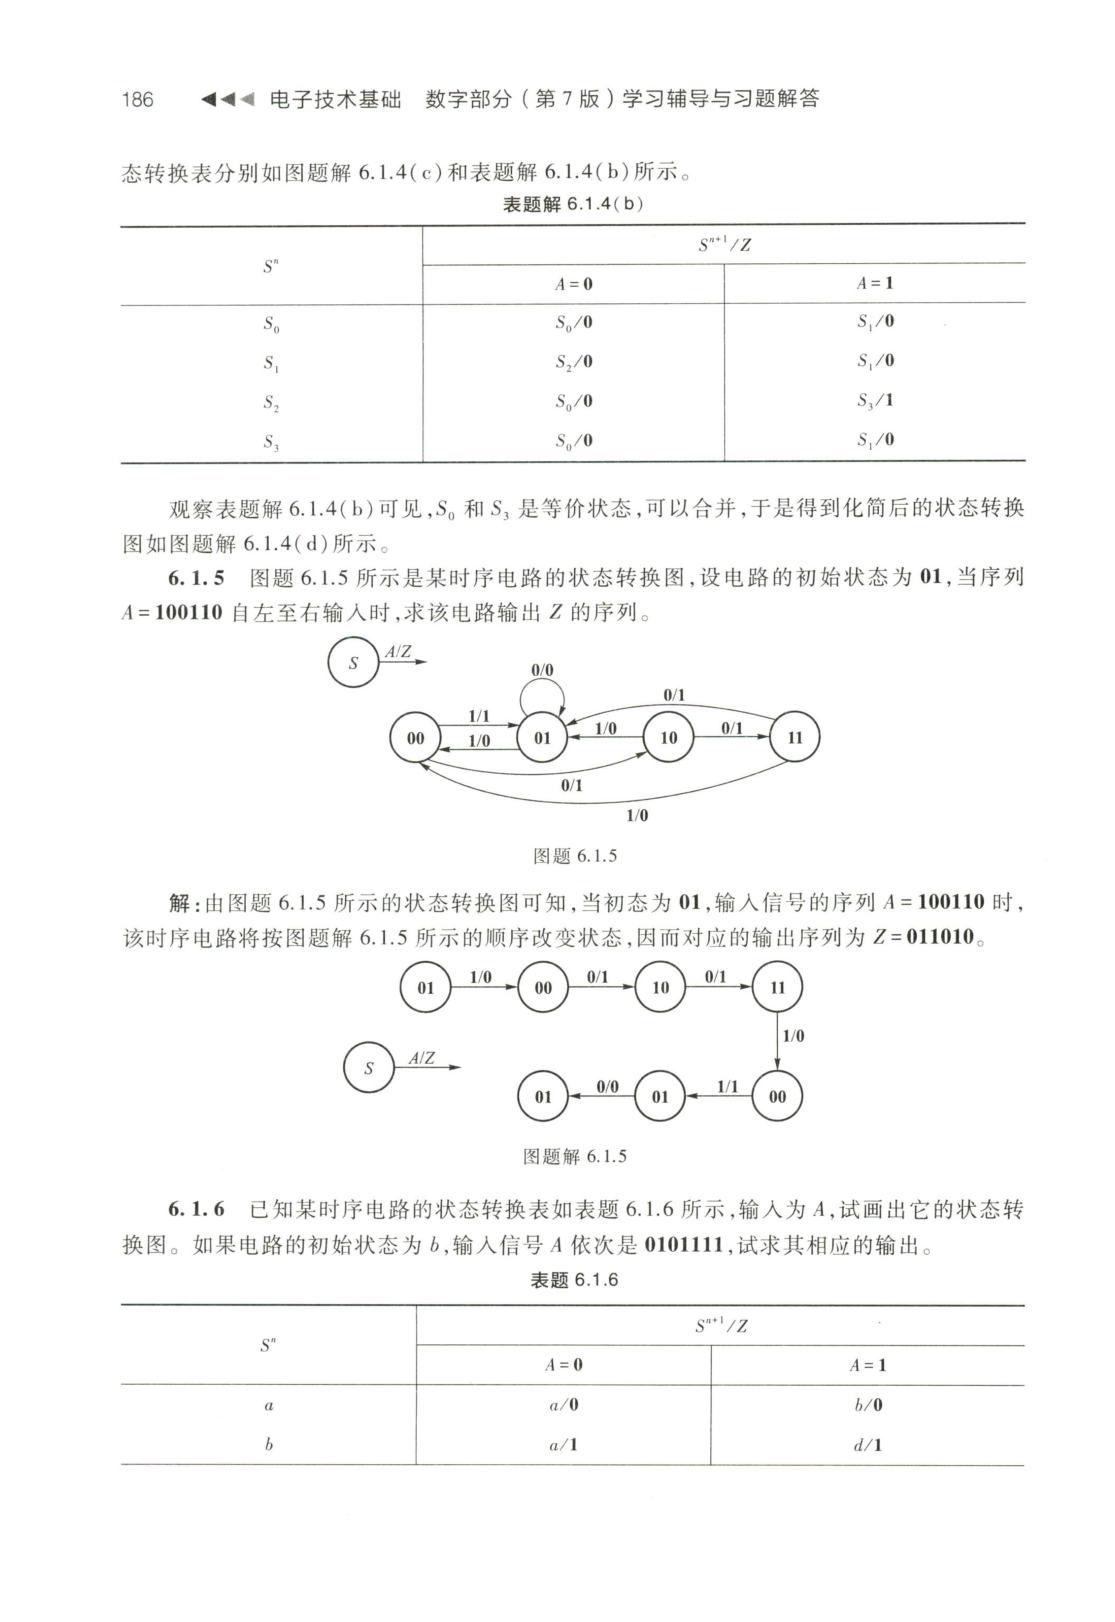 186 ◀◀◀ 电子技术基础 数字部分（第 7 版）学习辅导与习题解答
态转换表分别如图题解 6.1.4(c)和表题解 6.1.4(b)所示。
表题解 6.1.4(b)
Sⁿ Sⁿ⁺¹/Z
A=0 A=1
S₀ S₀/0 S₁/0
S₁ S₂/0 S₁/0
S₂ S₀/0 S₃/1
S₃ S₀/0 S₁/0
观察表题解 6.1.4(b)可见,S₀ 和 S₃ 是等价状态,可以合并,于是得到化简后的状态转换
图如图题解 6.1.4(d)所示。
6.1.5 图题 6.1.5 所示是某时序电路的状态转换图,设电路的初始状态为 01,当序列
A=100110 自左至右输入时,求该电路输出 Z 的序列。
S A/Z
0/0
0/1
1/1 1/0 0/1
00 01 10 11
1/0
0/1
1/0
图题 6.1.5
解:由图题 6.1.5 所示的状态转换图可知,当初态为 01,输入信号的序列 A=100110 时,
该时序电路将按图题解 6.1.5 所示的顺序改变状态,因而对应的输出序列为 Z=011010。
01 1/0 00 0/1 10 0/1 11
1/0
S A/Z
01 0/0 01 1/1 00
图题解 6.1.5
6.1.6 已知某时序电路的状态转换表如表题 6.1.6 所示,输入为 A,试画出它的状态转
换图。如果电路的初始状态为 b,输入信号 A 依次是 0101111,试求其相应的输出。
表题 6.1.6
Sⁿ Sⁿ⁺¹/Z
A=0 A=1
a a/0 b/0
b a/1 d/1